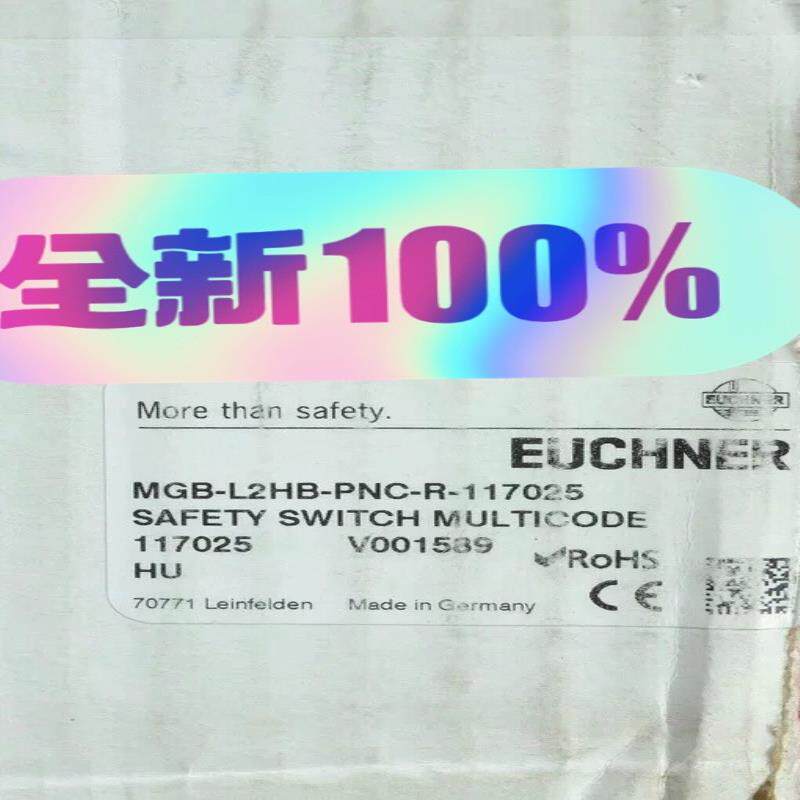 全新100%
More than safety.
EUCHNER
EUCHNER
MGB-L2HB-PNC-R-117025
SAFETY SWITCH MULTICODE
117025 V001589
RoHS
HU
CE
70771 Leinfelden Made in Germany